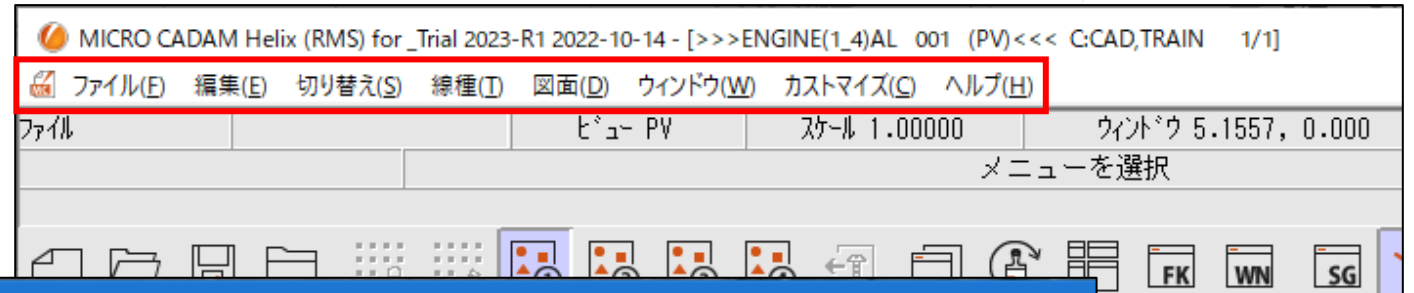 MICRO CADAM Helix (RMS) for _Trial 2023-R1 2022-10-14 - [>>>ENGINE(1_4)AL 001 (PV)<<< C:CAD,TRAIN 1/1]
ファイル(F) 編集(E) 切り替え(S) 線種(T) 図面(D) ウィンドウ(W) カスタマイズ(C) ヘルプ(H)
ファイル ビュー PV スケール 1.00000 ウィンドウ 5.1557, 0.000
メニューを選択
FK WN SG